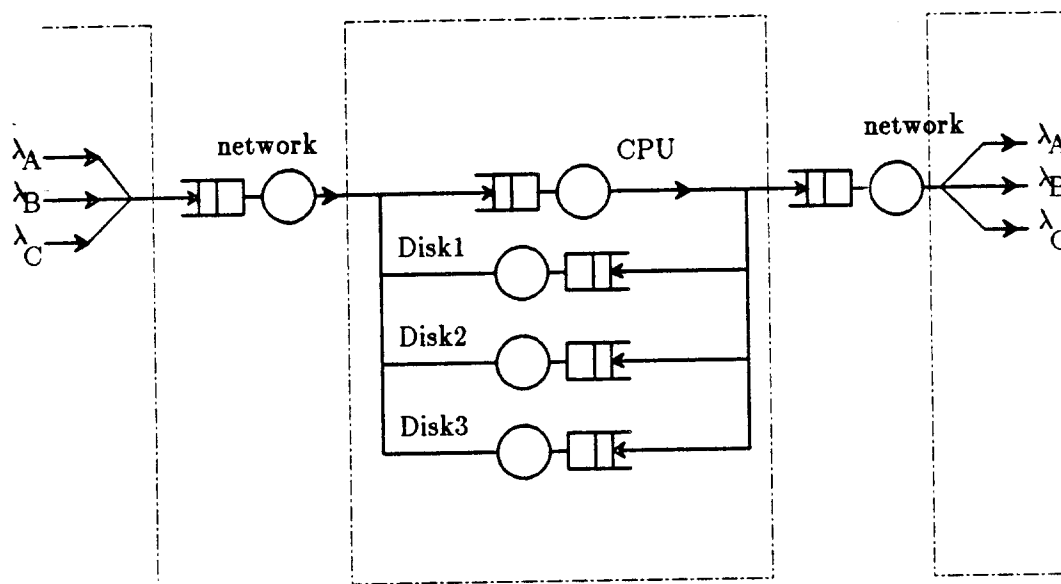 network
CPU
network
λA
λB
λC
λA
λB
λC
Disk1
Disk2
Disk3